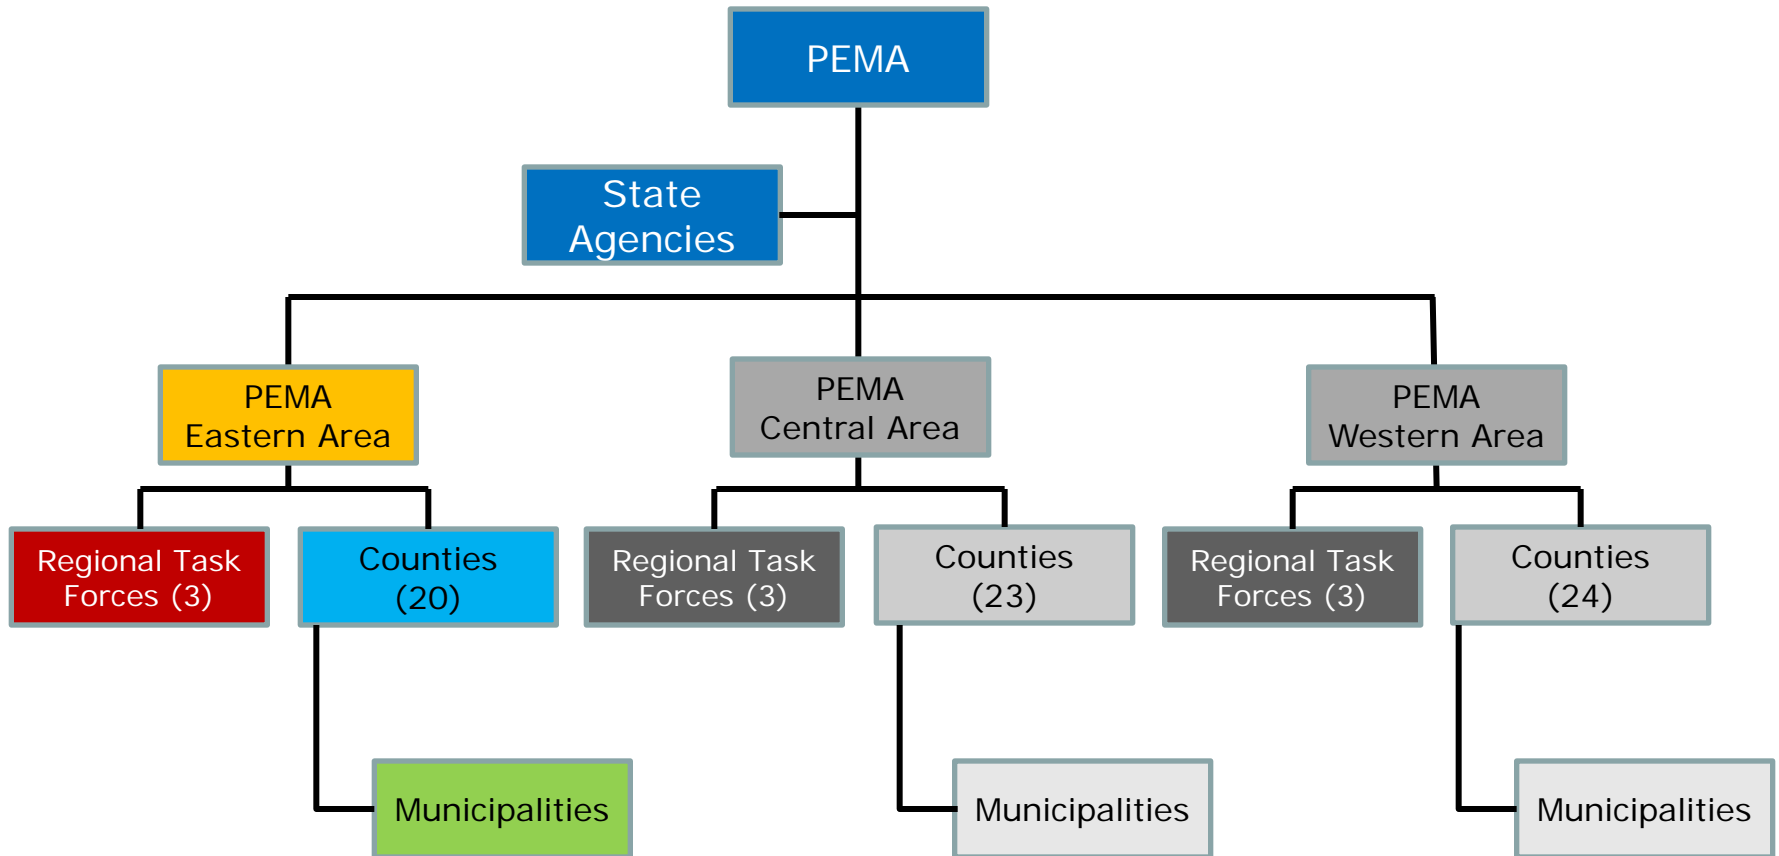 PEMA
State
Agencies
PEMA
Eastern Area
PEMA
Central Area
PEMA
Western Area
Regional Task
Forces (3)
Counties
(20)
Regional Task
Forces (3)
Counties
(23)
Regional Task
Forces (3)
Counties
(24)
Municipalities
Municipalities
Municipalities